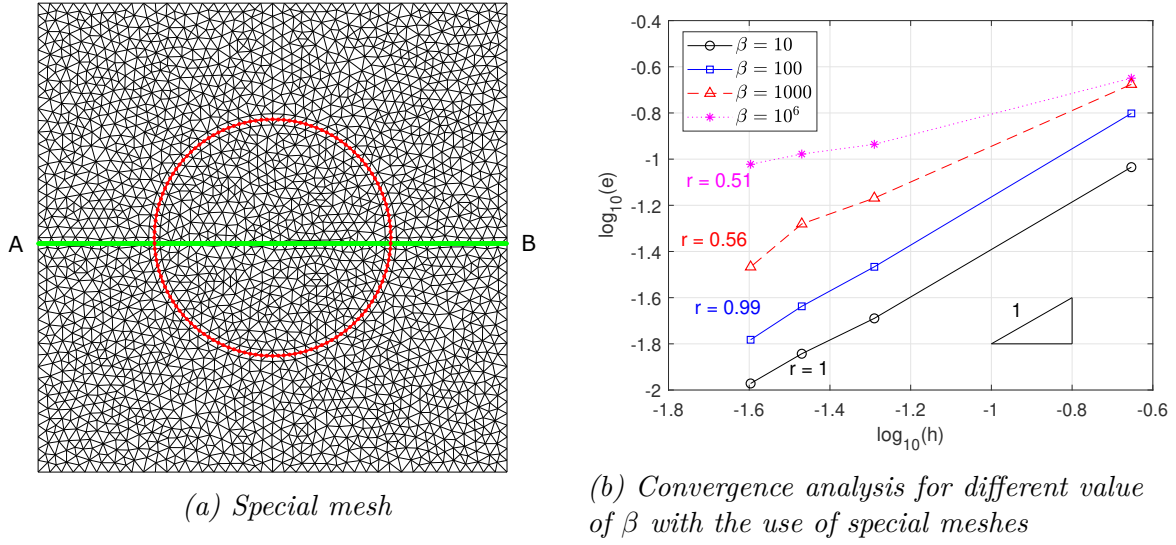 A
B
(a) Special mesh
-0.4
-0.6
-0.8
-1
-1.2
-1.4
-1.6
-1.8
-2
log10(e)
β = 10
β = 100
β = 1000
β = 10⁶
r = 0.51
r = 0.56
r = 0.99
r = 1
1
-1.8 -1.6 -1.4 -1.2 -1 -0.8 -0.6
log10(h)
(b) Convergence analysis for different value
of β with the use of special meshes